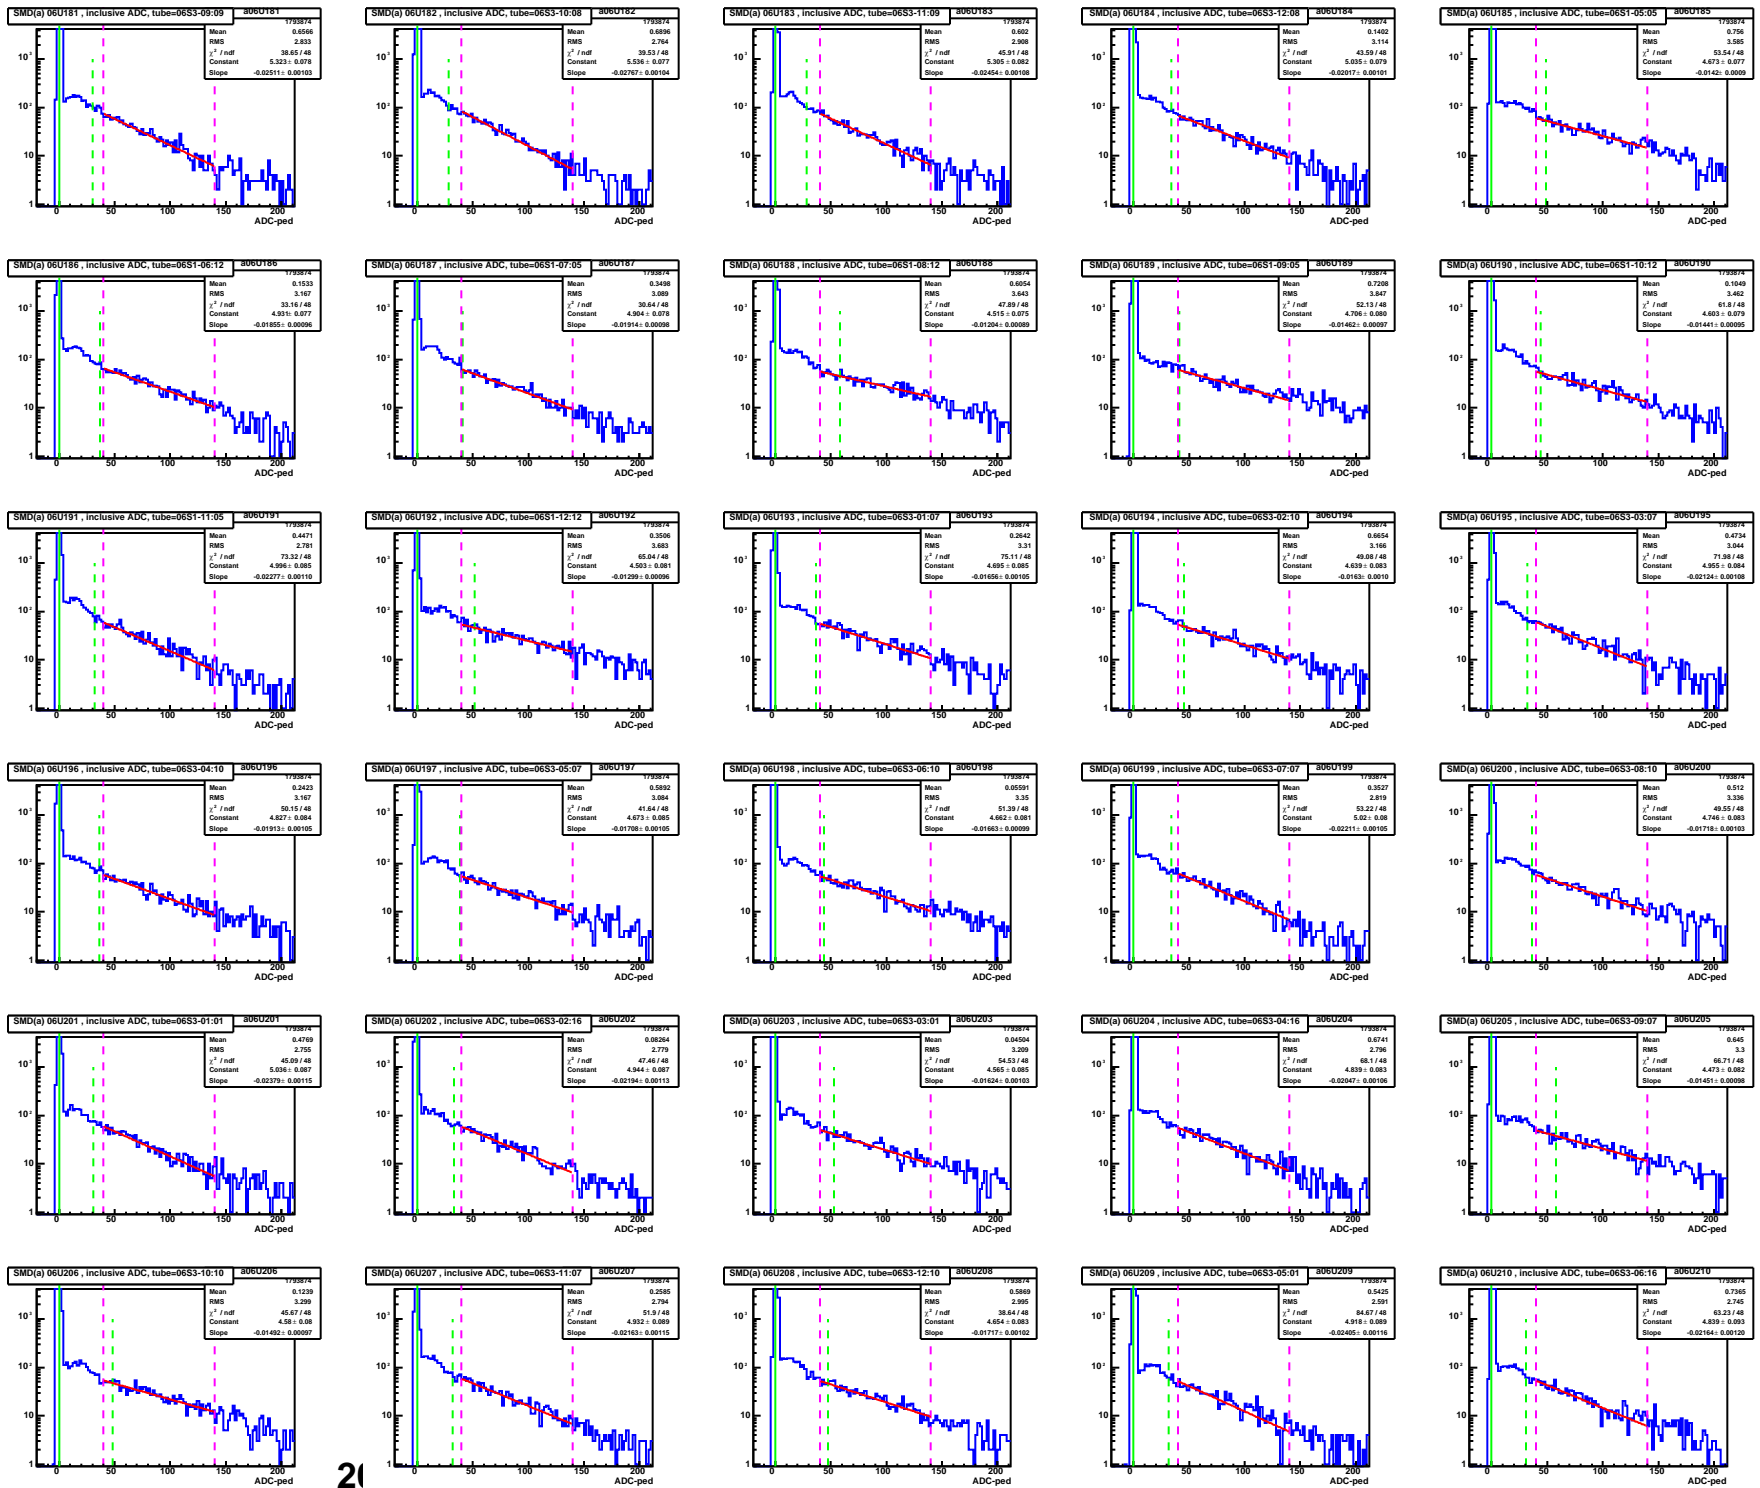 SMD(a) 06U181 , inclusive ADC, tube=06S3-09:09
a06U181
1793874
Mean 0.6566
RMS 2.833
χ² / ndf 38.65 / 48
Constant 5.323 ± 0.078
Slope -0.02511 ± 0.00103
ADC-ped
SMD(a) 06U182 , inclusive ADC, tube=06S3-10:08
a06U182
1793874
Mean 0.6896
RMS 2.764
χ² / ndf 39.53 / 48
Constant 5.536 ± 0.077
Slope -0.02767 ± 0.00104
ADC-ped
SMD(a) 06U183 , inclusive ADC, tube=06S3-11:09
a06U183
1793874
Mean 0.602
RMS 2.908
χ² / ndf 45.91 / 48
Constant 5.305 ± 0.082
Slope -0.02454 ± 0.00108
ADC-ped
SMD(a) 06U184 , inclusive ADC, tube=06S3-12:08
a06U184
1793874
Mean 0.1402
RMS 3.114
χ² / ndf 43.59 / 48
Constant 5.035 ± 0.079
Slope -0.02017 ± 0.00101
ADC-ped
SMD(a) 06U185 , inclusive ADC, tube=06S1-05:05
a06U185
1793874
Mean 0.756
RMS 3.585
χ² / ndf 53.54 / 48
Constant 4.673 ± 0.077
Slope -0.0142 ± 0.0009
ADC-ped
SMD(a) 06U186 , inclusive ADC, tube=06S1-06:12
a06U186
1793874
Mean 0.1533
RMS 3.167
χ² / ndf 33.16 / 48
Constant 4.931 ± 0.077
Slope -0.01855 ± 0.00096
ADC-ped
SMD(a) 06U187 , inclusive ADC, tube=06S1-07:05
a06U187
1793874
Mean 0.3498
RMS 3.089
χ² / ndf 30.64 / 48
Constant 4.904 ± 0.078
Slope -0.01914 ± 0.00098
ADC-ped
SMD(a) 06U188 , inclusive ADC, tube=06S1-08:12
a06U188
1793874
Mean 0.6054
RMS 3.643
χ² / ndf 47.89 / 48
Constant 4.515 ± 0.075
Slope -0.01204 ± 0.00089
ADC-ped
SMD(a) 06U189 , inclusive ADC, tube=06S1-09:05
a06U189
1793874
Mean 0.7208
RMS 3.847
χ² / ndf 52.13 / 48
Constant 4.706 ± 0.080
Slope -0.01462 ± 0.00097
ADC-ped
SMD(a) 06U190 , inclusive ADC, tube=06S1-10:12
a06U190
1793874
Mean 0.1049
RMS 3.462
χ² / ndf 61.8 / 48
Constant 4.603 ± 0.079
Slope -0.01441 ± 0.00095
ADC-ped
SMD(a) 06U191 , inclusive ADC, tube=06S1-11:05
a06U191
1793874
Mean 0.4471
RMS 2.781
χ² / ndf 73.32 / 48
Constant 4.996 ± 0.085
Slope -0.02277 ± 0.00110
ADC-ped
SMD(a) 06U192 , inclusive ADC, tube=06S1-12:12
a06U192
1793874
Mean 0.3506
RMS 3.683
χ² / ndf 65.04 / 48
Constant 4.503 ± 0.081
Slope -0.01299 ± 0.00096
ADC-ped
SMD(a) 06U193 , inclusive ADC, tube=06S3-01:07
a06U193
1793874
Mean 0.2642
RMS 3.31
χ² / ndf 75.11 / 48
Constant 4.695 ± 0.085
Slope -0.01656 ± 0.00105
ADC-ped
SMD(a) 06U194 , inclusive ADC, tube=06S3-02:10
a06U194
1793874
Mean 0.6654
RMS 3.166
χ² / ndf 49.08 / 48
Constant 4.639 ± 0.083
Slope -0.0163 ± 0.0010
ADC-ped
SMD(a) 06U195 , inclusive ADC, tube=06S3-03:07
a06U195
1793874
Mean 0.4734
RMS 3.044
χ² / ndf 71.98 / 48
Constant 4.955 ± 0.084
Slope -0.02124 ± 0.00108
ADC-ped
SMD(a) 06U196 , inclusive ADC, tube=06S3-04:10
a06U196
1793874
Mean 0.2423
RMS 3.167
χ² / ndf 50.15 / 48
Constant 4.827 ± 0.084
Slope -0.01913 ± 0.00105
ADC-ped
SMD(a) 06U197 , inclusive ADC, tube=06S3-05:07
a06U197
1793874
Mean 0.5892
RMS 3.084
χ² / ndf 41.64 / 48
Constant 4.673 ± 0.085
Slope -0.01708 ± 0.00105
ADC-ped
SMD(a) 06U198 , inclusive ADC, tube=06S3-06:10
a06U198
1793874
Mean 0.05591
RMS 3.35
χ² / ndf 51.39 / 48
Constant 4.662 ± 0.081
Slope -0.01663 ± 0.00099
ADC-ped
SMD(a) 06U199 , inclusive ADC, tube=06S3-07:07
a06U199
1793874
Mean 0.3527
RMS 2.819
χ² / ndf 53.22 / 48
Constant 5.02 ± 0.08
Slope -0.02211 ± 0.00105
ADC-ped
SMD(a) 06U200 , inclusive ADC, tube=06S3-08:10
a06U200
1793874
Mean 0.512
RMS 3.336
χ² / ndf 49.55 / 48
Constant 4.746 ± 0.083
Slope -0.01718 ± 0.00103
ADC-ped
SMD(a) 06U201 , inclusive ADC, tube=06S3-01:01
a06U201
1793874
Mean 0.4769
RMS 2.755
χ² / ndf 45.09 / 48
Constant 5.036 ± 0.087
Slope -0.02379 ± 0.00115
ADC-ped
SMD(a) 06U202 , inclusive ADC, tube=06S3-02:16
a06U202
1793874
Mean 0.08264
RMS 2.779
χ² / ndf 47.46 / 48
Constant 4.944 ± 0.087
Slope -0.02194 ± 0.00113
ADC-ped
SMD(a) 06U203 , inclusive ADC, tube=06S3-03:01
a06U203
1793874
Mean 0.04504
RMS 3.209
χ² / ndf 54.53 / 48
Constant 4.565 ± 0.085
Slope -0.01624 ± 0.00103
ADC-ped
SMD(a) 06U204 , inclusive ADC, tube=06S3-04:16
a06U204
1793874
Mean 0.6741
RMS 2.796
χ² / ndf 68.1 / 48
Constant 4.839 ± 0.083
Slope -0.02047 ± 0.00106
ADC-ped
SMD(a) 06U205 , inclusive ADC, tube=06S3-09:07
a06U205
1793874
Mean 0.645
RMS 3.3
χ² / ndf 66.71 / 48
Constant 4.473 ± 0.082
Slope -0.01451 ± 0.00098
ADC-ped
SMD(a) 06U206 , inclusive ADC, tube=06S3-10:10
a06U206
1793874
Mean 0.1239
RMS 3.299
χ² / ndf 45.67 / 48
Constant 4.58 ± 0.08
Slope -0.01492 ± 0.00097
ADC-ped
SMD(a) 06U207 , inclusive ADC, tube=06S3-11:07
a06U207
1793874
Mean 0.2585
RMS 2.794
χ² / ndf 51.9 / 48
Constant 4.932 ± 0.089
Slope -0.02163 ± 0.00115
ADC-ped
SMD(a) 06U208 , inclusive ADC, tube=06S3-12:10
a06U208
1793874
Mean 0.5869
RMS 2.995
χ² / ndf 38.64 / 48
Constant 4.654 ± 0.083
Slope -0.01717 ± 0.00102
ADC-ped
SMD(a) 06U209 , inclusive ADC, tube=06S3-05:01
a06U209
1793874
Mean 0.5425
RMS 2.591
χ² / ndf 84.67 / 48
Constant 4.918 ± 0.089
Slope -0.02405 ± 0.00116
ADC-ped
SMD(a) 06U210 , inclusive ADC, tube=06S3-06:16
a06U210
1793874
Mean 0.7365
RMS 2.745
χ² / ndf 63.23 / 48
Constant 4.839 ± 0.093
Slope -0.02164 ± 0.00120
ADC-ped